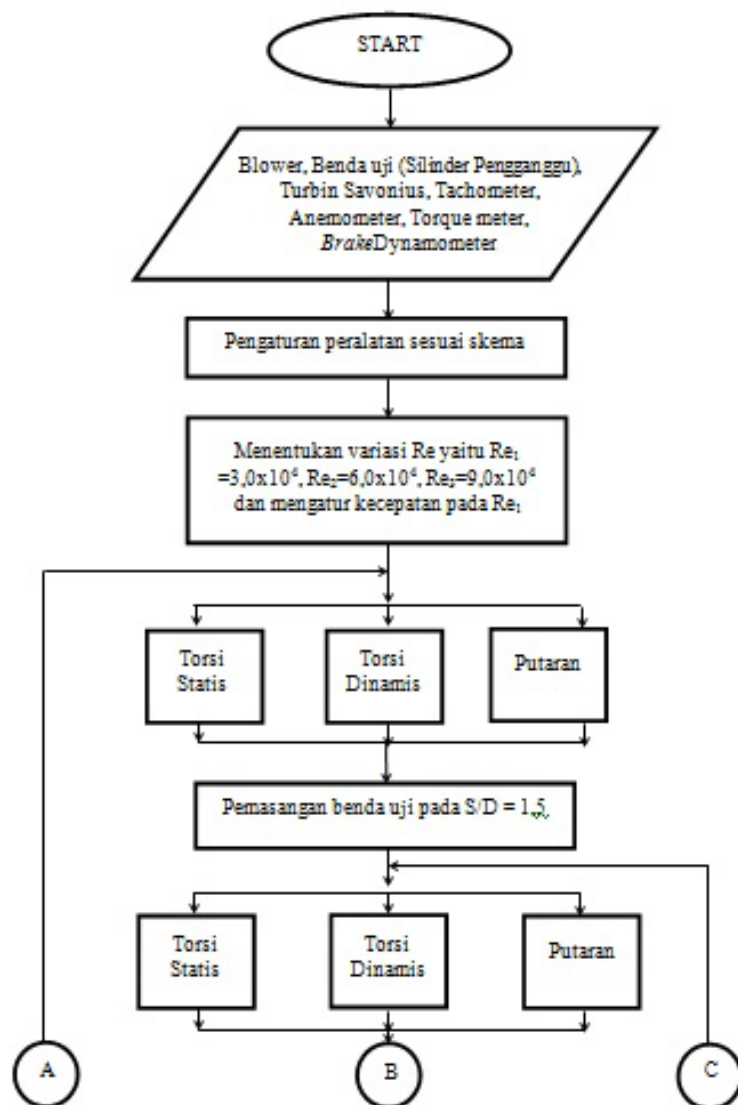 START
Blower, Benda uji (Silinder Pengganggu),
Turbin Savonius, Tachometer,
Anemometer, Torque meter,
BrakeDynamometer
Pengaturan peralatan sesuai skema
Menentukan variasi Re yaitu Re₁
=3,0x10⁴, Re₂=6,0x10⁴, Re₃=9,0x10⁴
dan mengatur kecepatan pada Re₁
Torsi
Statis
Torsi
Dinamis
Putaran
Pemasangan benda uji pada S/D = 1,5
Torsi
Statis
Torsi
Dinamis
Putaran
A
B
C